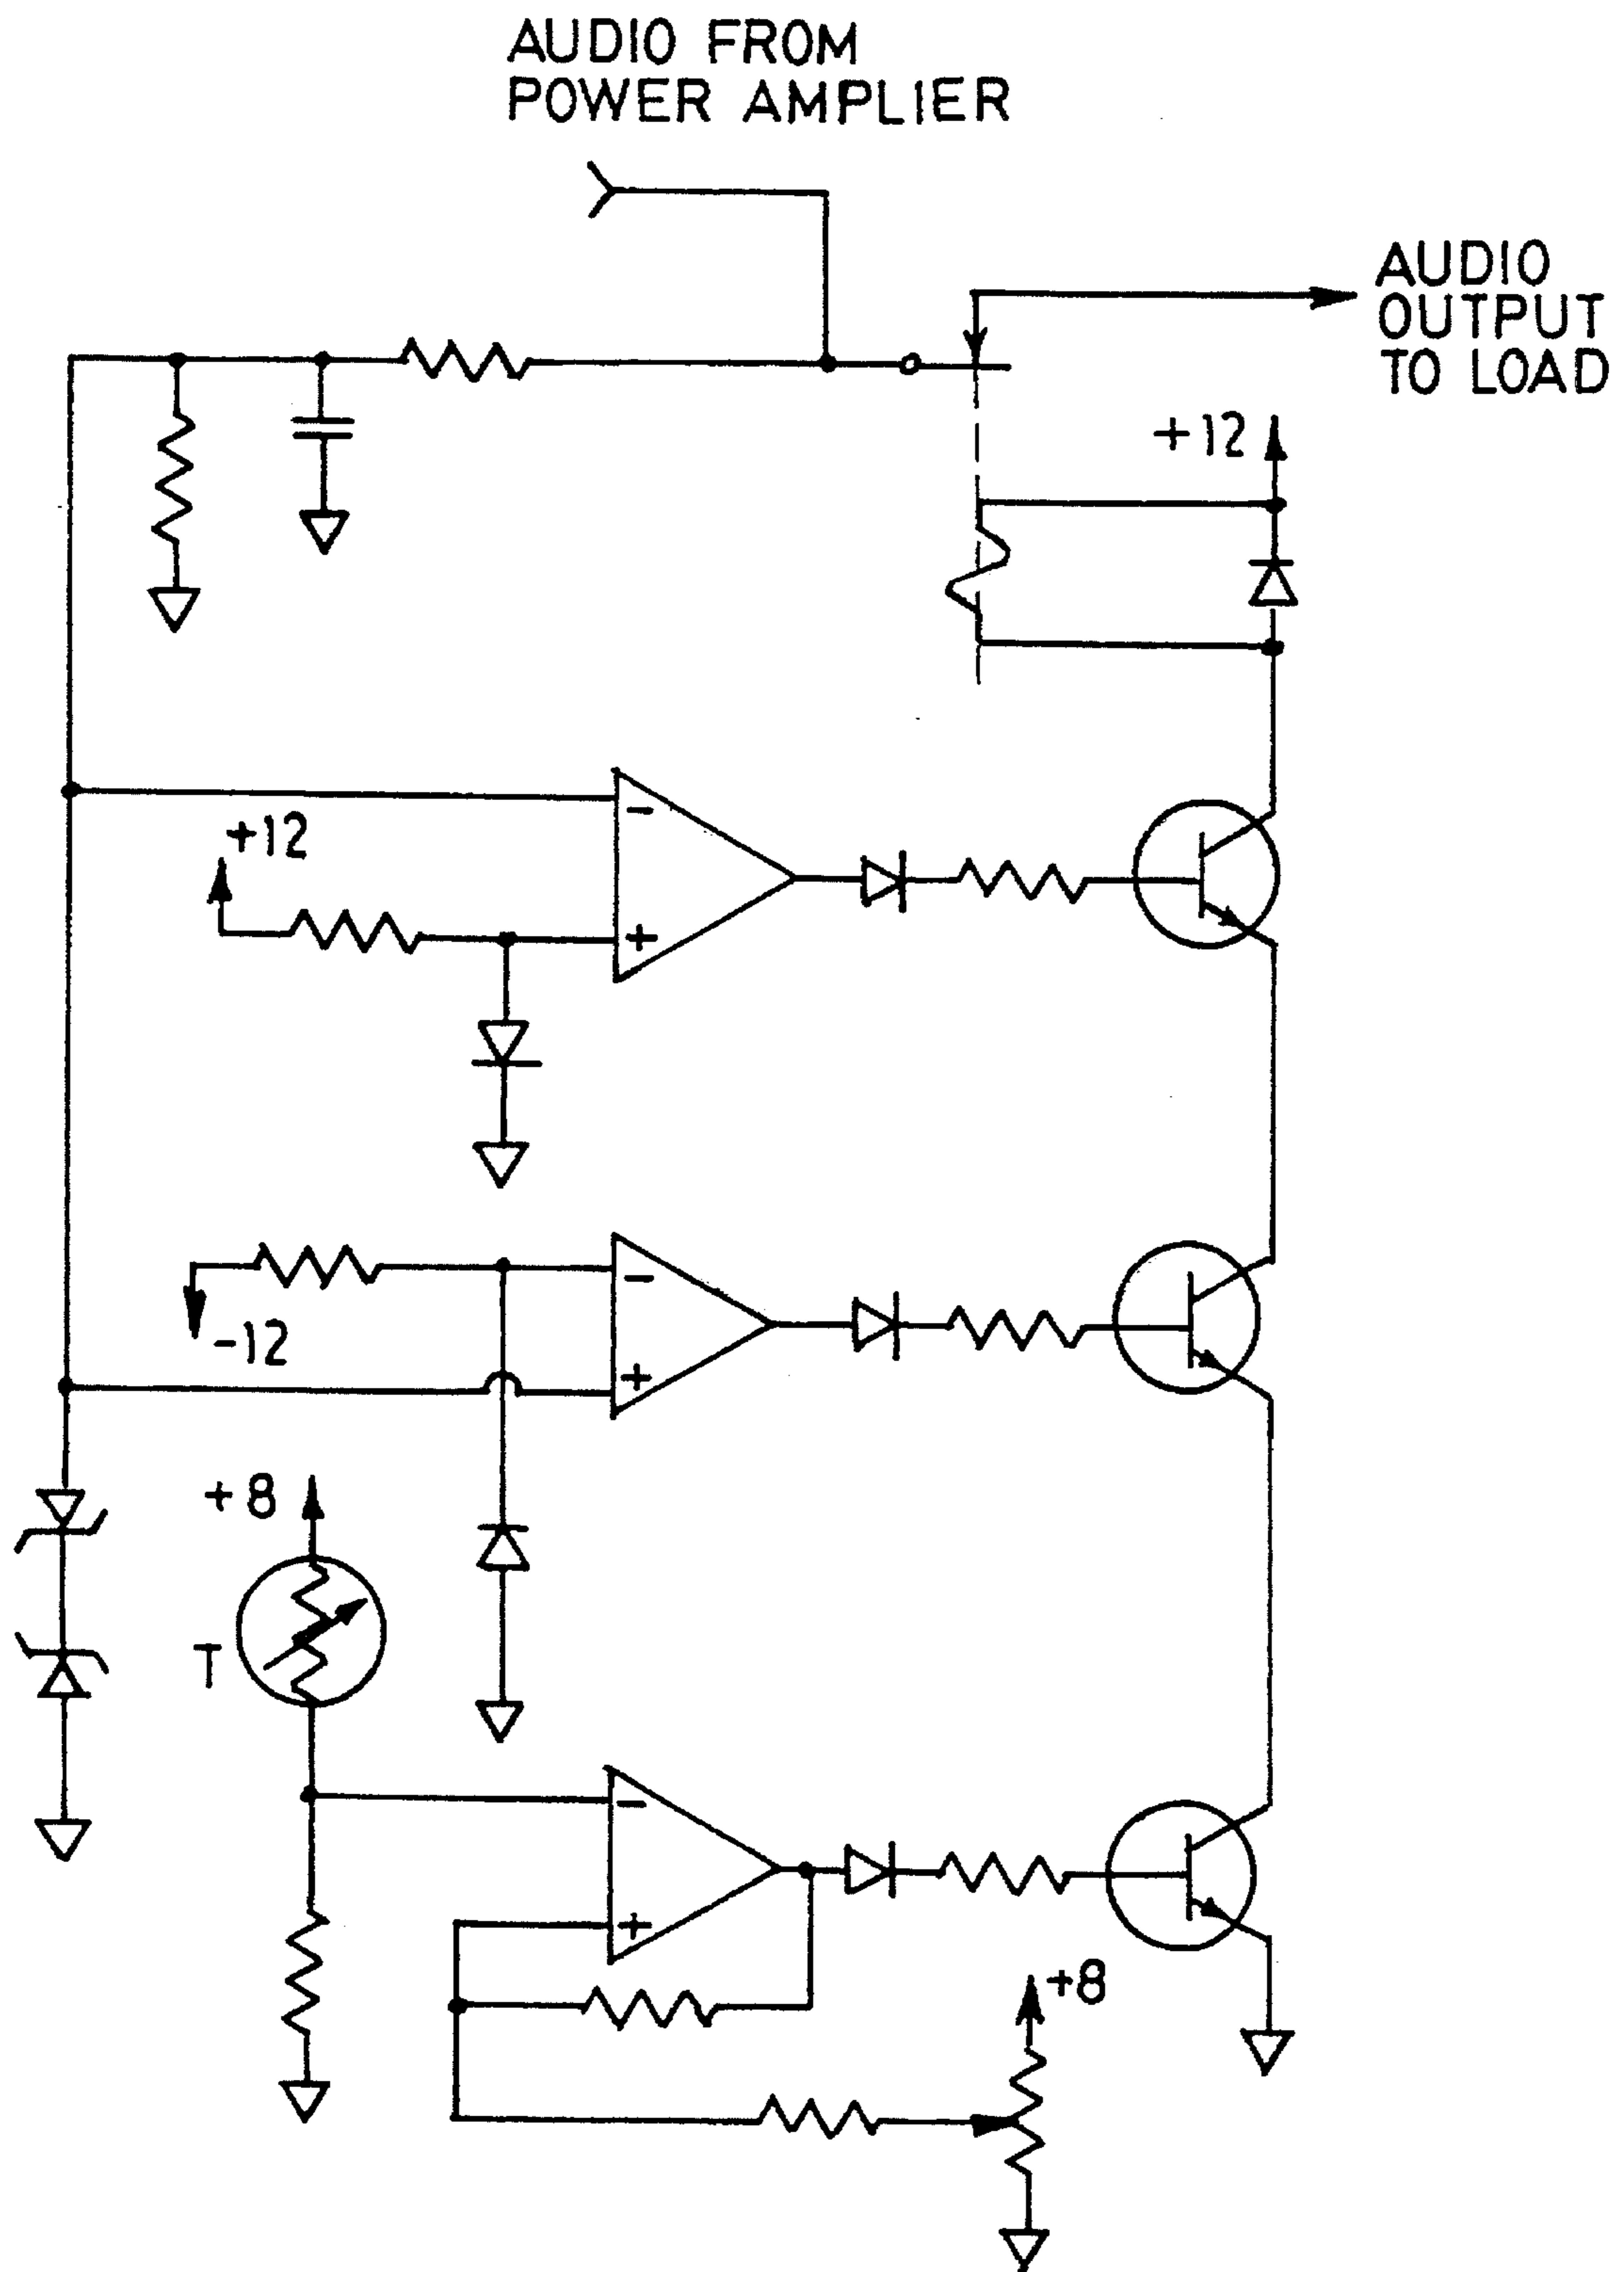 AUDIO FROM
POWER AMPLIER
AUDIO
OUTPUT
TO LOAD
+12
-
+12
+
-
-12
+
+8
T
-
+
+8